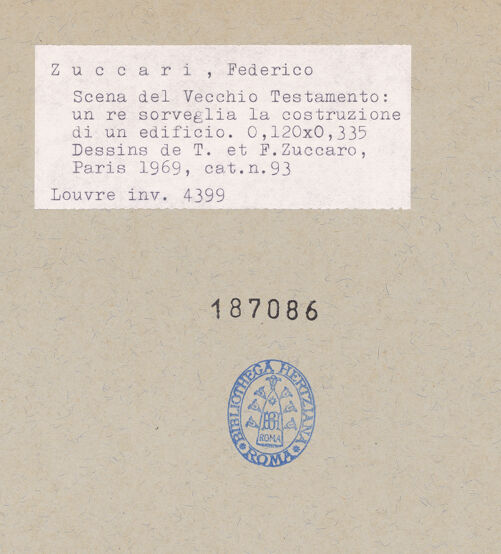 Zuccari, Federico
Scena del Vecchio Testamento:
un re sorveglia la costruzione
di un edificio. 0,120x0,335
Dessins de T. et F.Zuccaro,
Paris 1969, cat.n.93
Louvre inv. 4399
187086
BIBLIOTHECA HERTZIANA
ROMA
ROMA